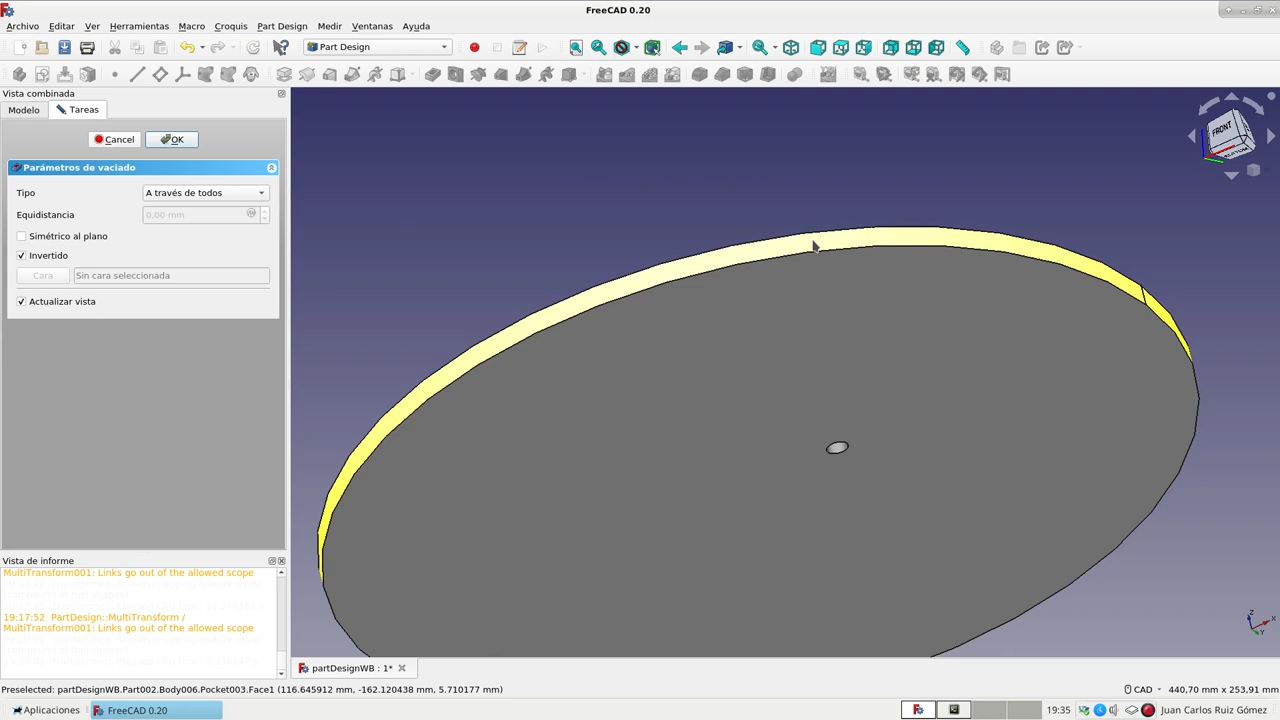 FreeCAD 0.20
Archivo Editar Ver Herramientas Macro Croquis Part Design Medir Ventanas Ayuda
Part Design
Vista combinada
Modelo Tareas
Cancel OK
Parámetros de vaciado
Tipo A través de todos
Equidistancia 0,00 mm
Simétrico al plano
Invertido
Cara Sin cara seleccionada
Actualizar vista
FRONT
Vista de informe
MultiTransform001: Links go out of the allowed scope
19:17:52 PartDesign::MultiTransform /
MultiTransform001: Links go out of the allowed scope
Z
X
Y
partDesignWB : 1*
Preselected: partDesignWB.Part002.Body006.Pocket003.Face1 (116.645912 mm, -162.120438 mm, 5.710177 mm)
CAD 440,70 mm x 253,91 mm
Aplicaciones FreeCAD 0.20 19:35 Juan Carlos Ruiz Gómez